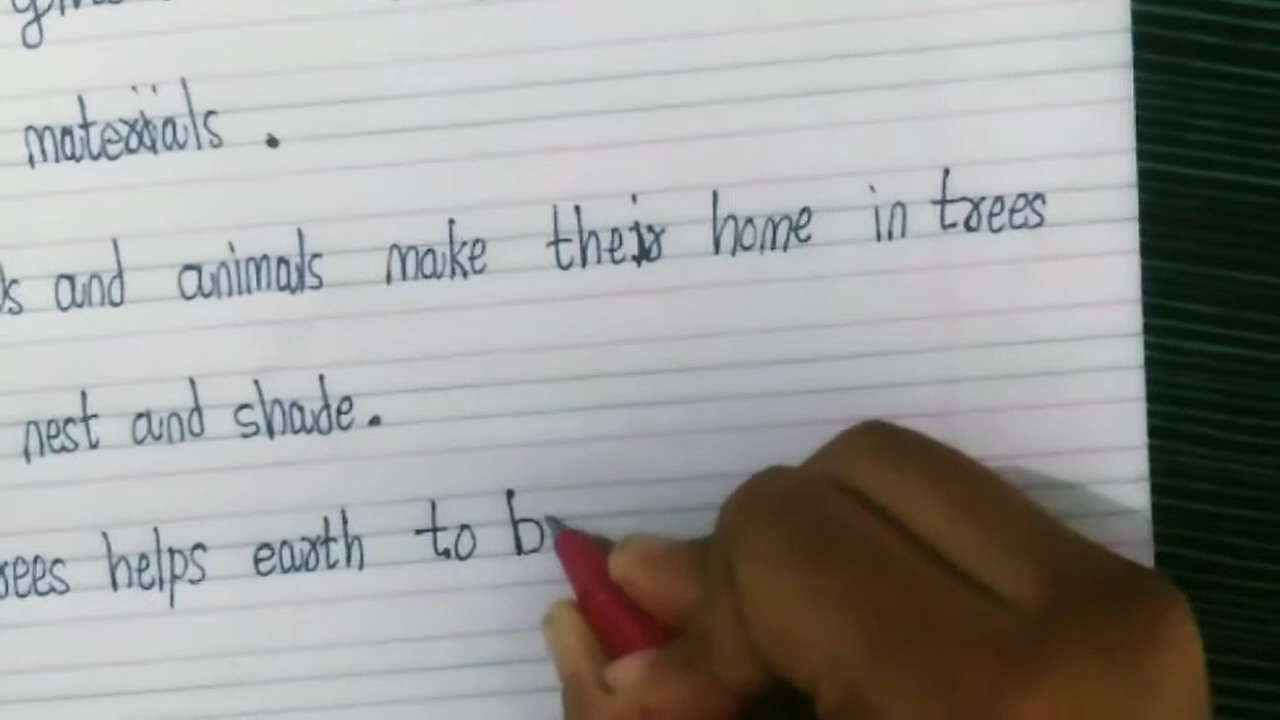 materials .
and animals make their home in trees
nest and shade.
helps earth to b